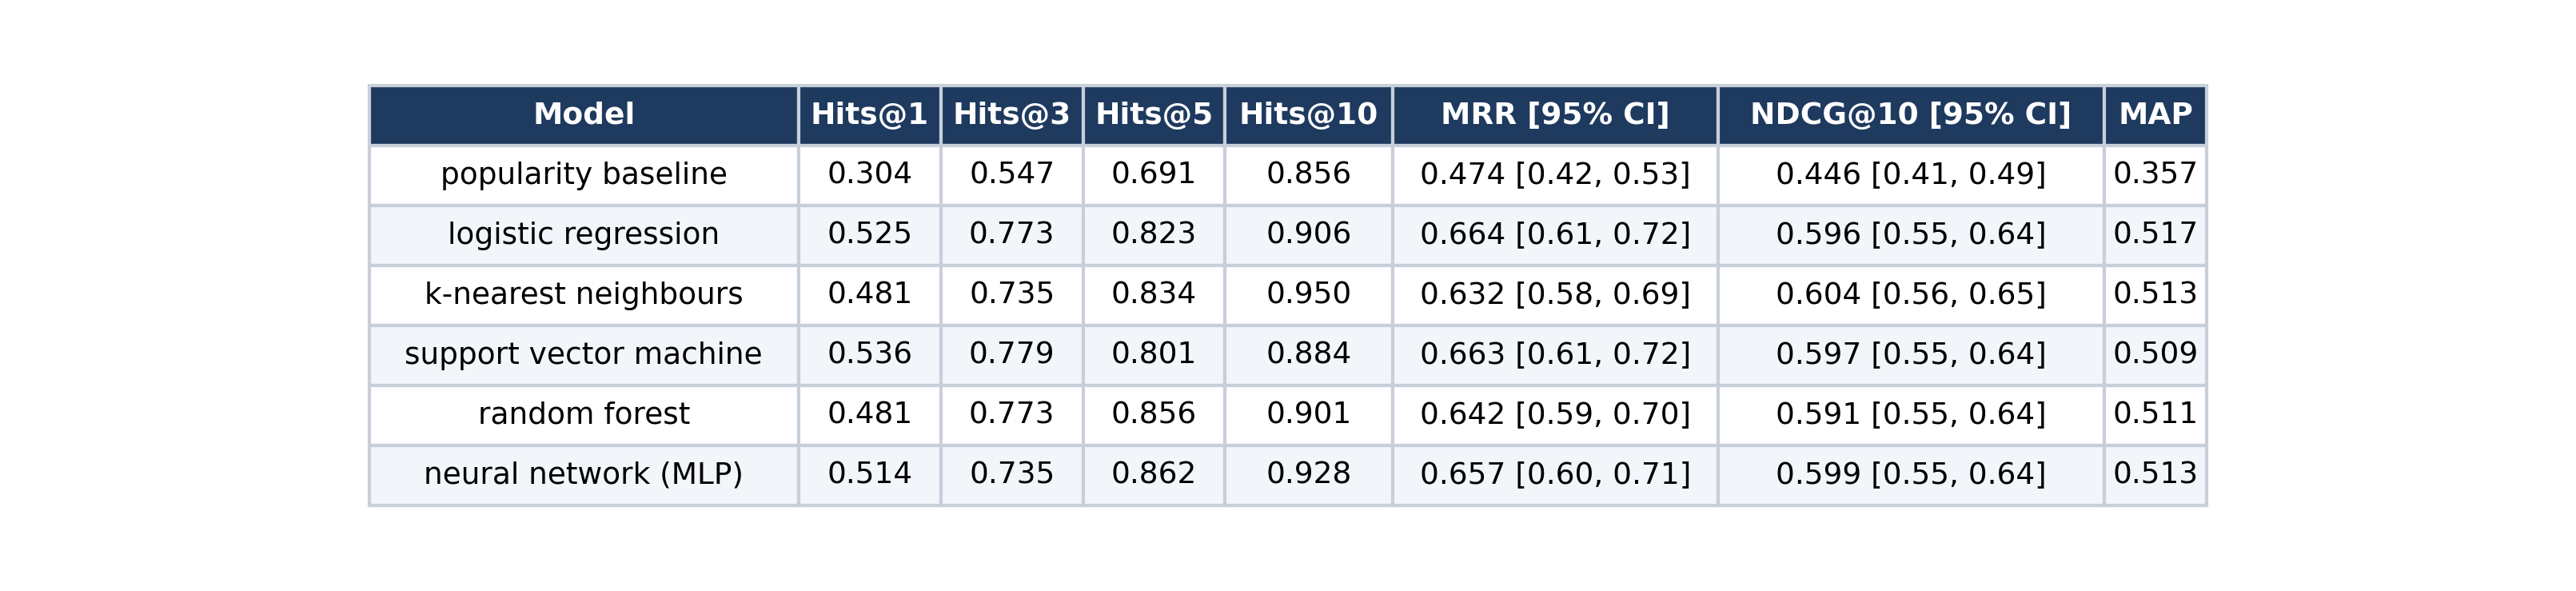 Model Hits@1 Hits@3 Hits@5 Hits@10 MRR [95% CI] NDCG@10 [95% CI] MAP
popularity baseline 0.304 0.547 0.691 0.856 0.474 [0.42, 0.53] 0.446 [0.41, 0.49] 0.357
logistic regression 0.525 0.773 0.823 0.906 0.664 [0.61, 0.72] 0.596 [0.55, 0.64] 0.517
k-nearest neighbours 0.481 0.735 0.834 0.950 0.632 [0.58, 0.69] 0.604 [0.56, 0.65] 0.513
support vector machine 0.536 0.779 0.801 0.884 0.663 [0.61, 0.72] 0.597 [0.55, 0.64] 0.509
random forest 0.481 0.773 0.856 0.901 0.642 [0.59, 0.70] 0.591 [0.55, 0.64] 0.511
neural network (MLP) 0.514 0.735 0.862 0.928 0.657 [0.60, 0.71] 0.599 [0.55, 0.64] 0.513